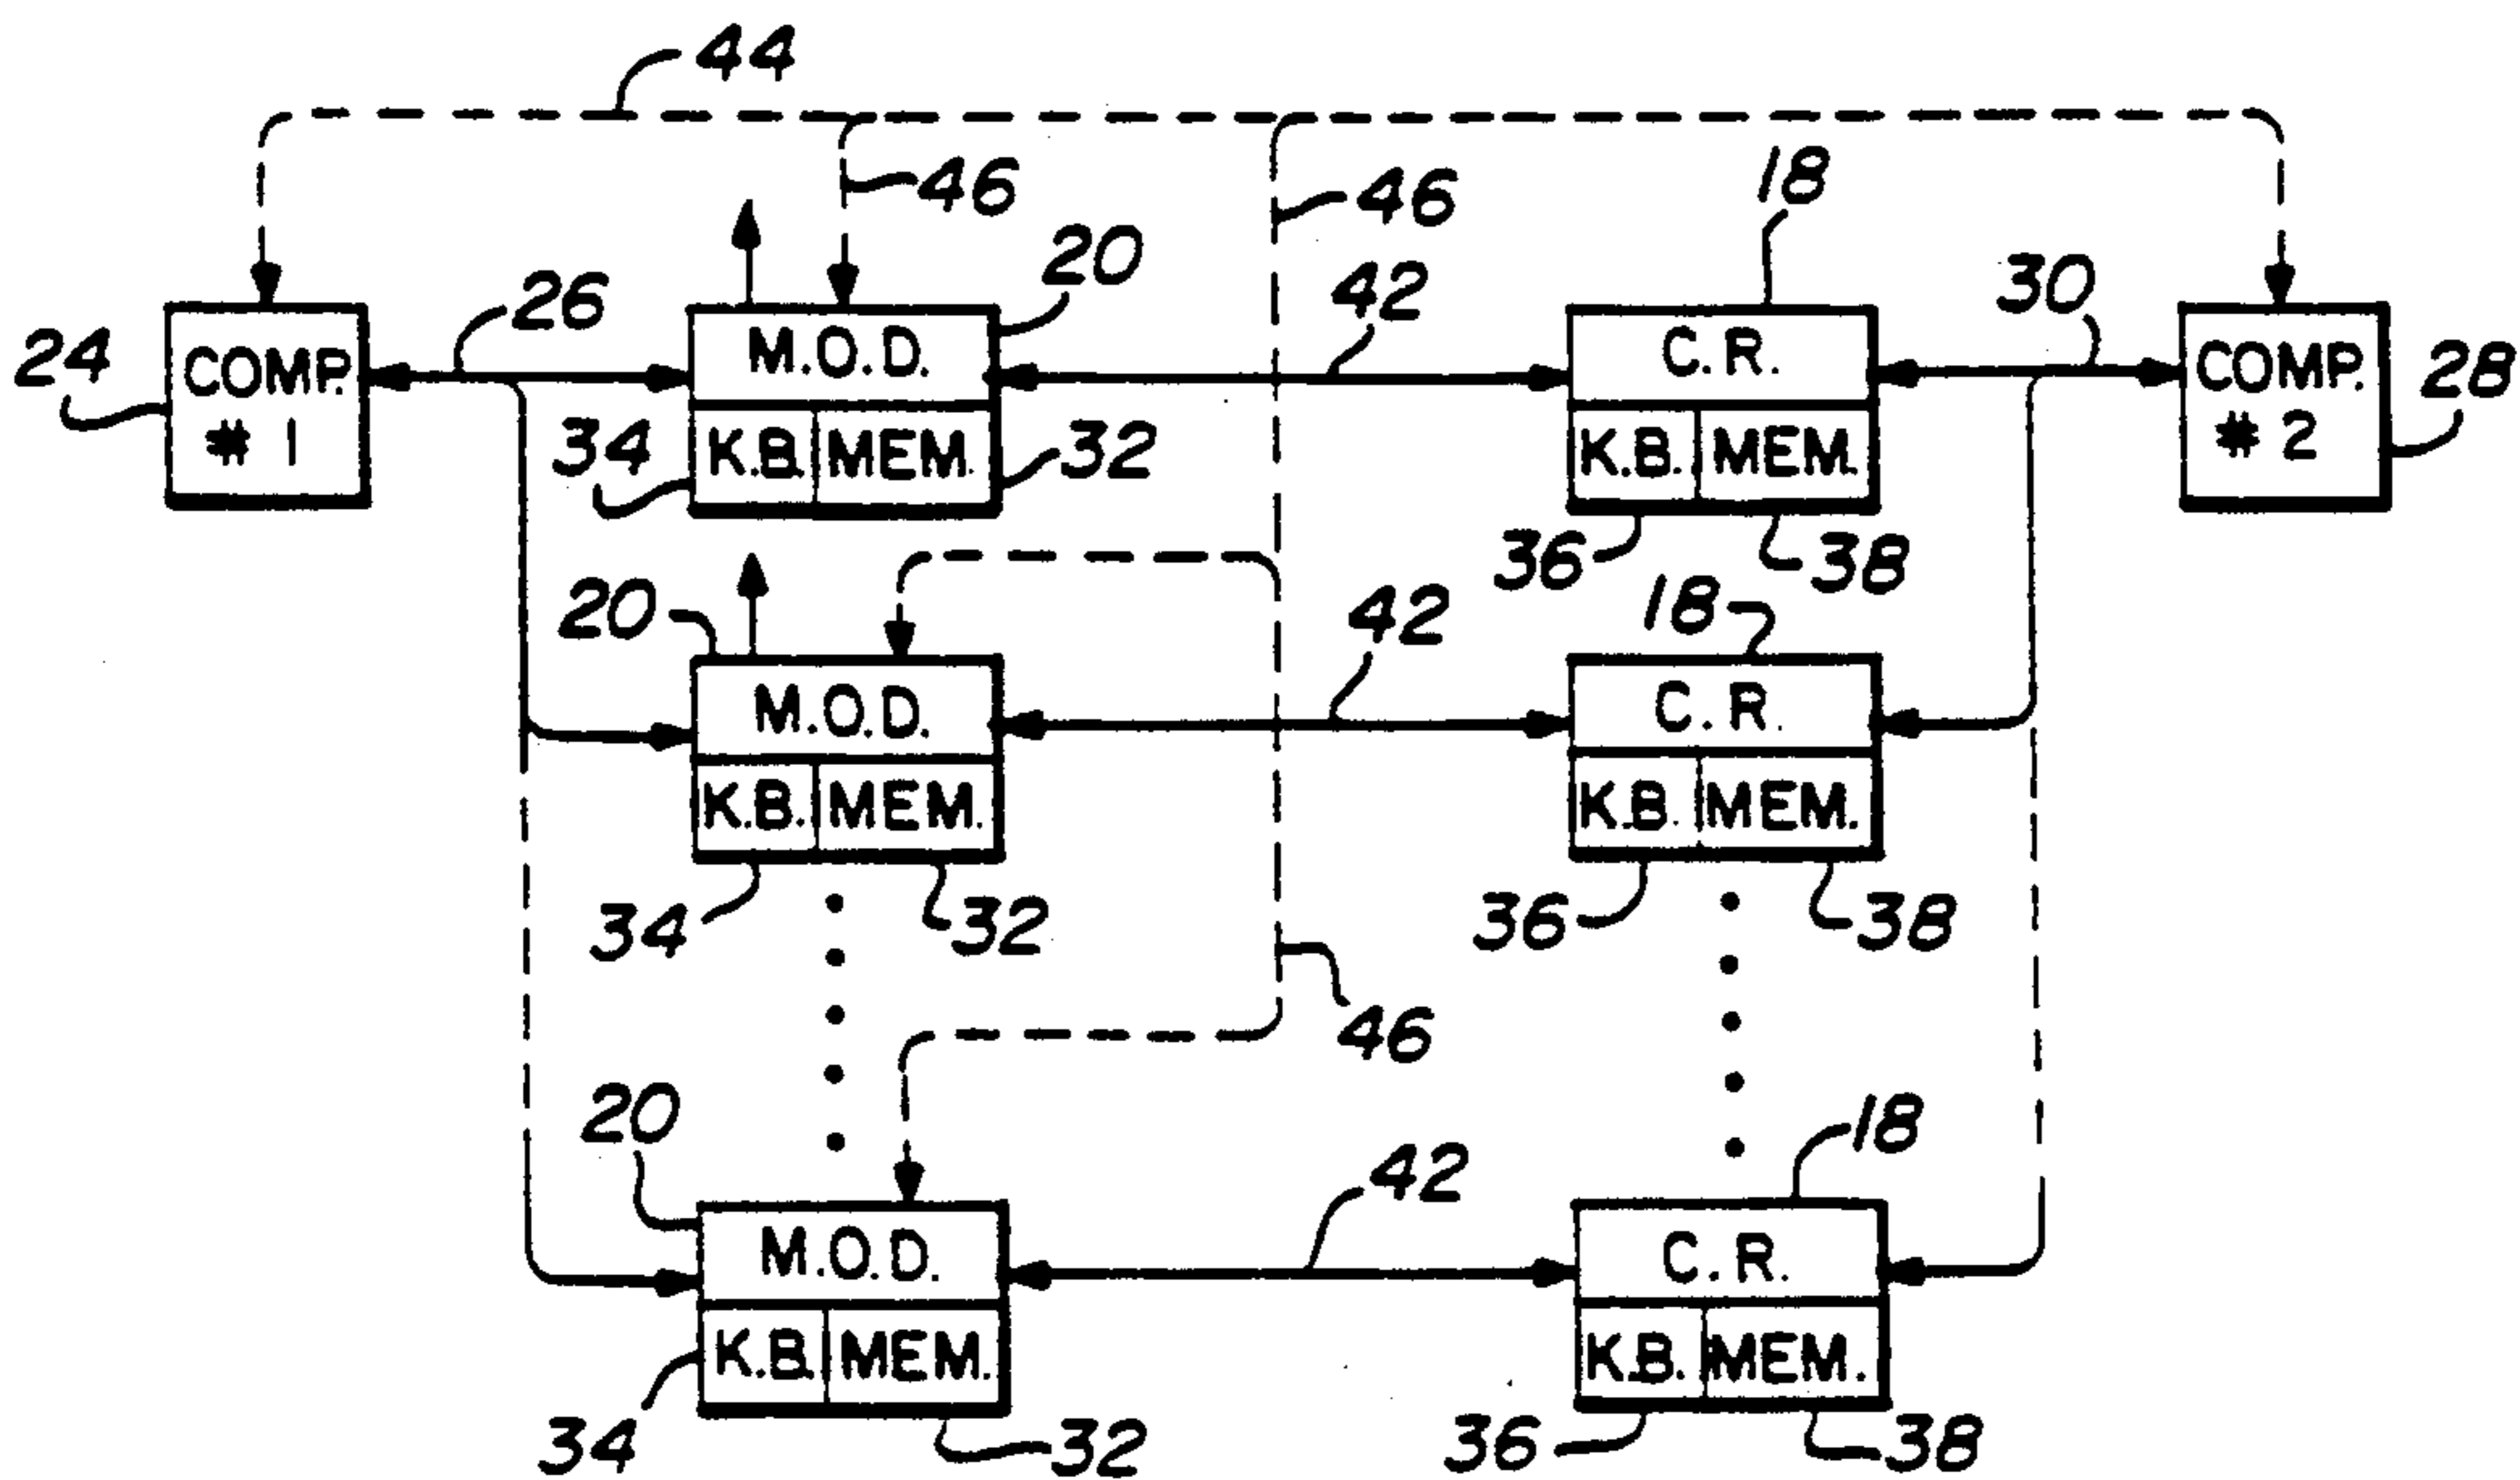 44
46
46
18
20
42
30
26
24
COMP.
# 1
M.O.D.
C.R.
COMP.
# 2
28
34
K.B.
MEM.
32
K.B.
MEM.
36
38
20
42
18
M.O.D.
C.R.
K.B.
MEM.
K.B.
MEM.
34
32
36
38
46
20
42
18
M.O.D.
C.R.
K.B.
MEM.
K.B.
MEM.
34
32
36
38